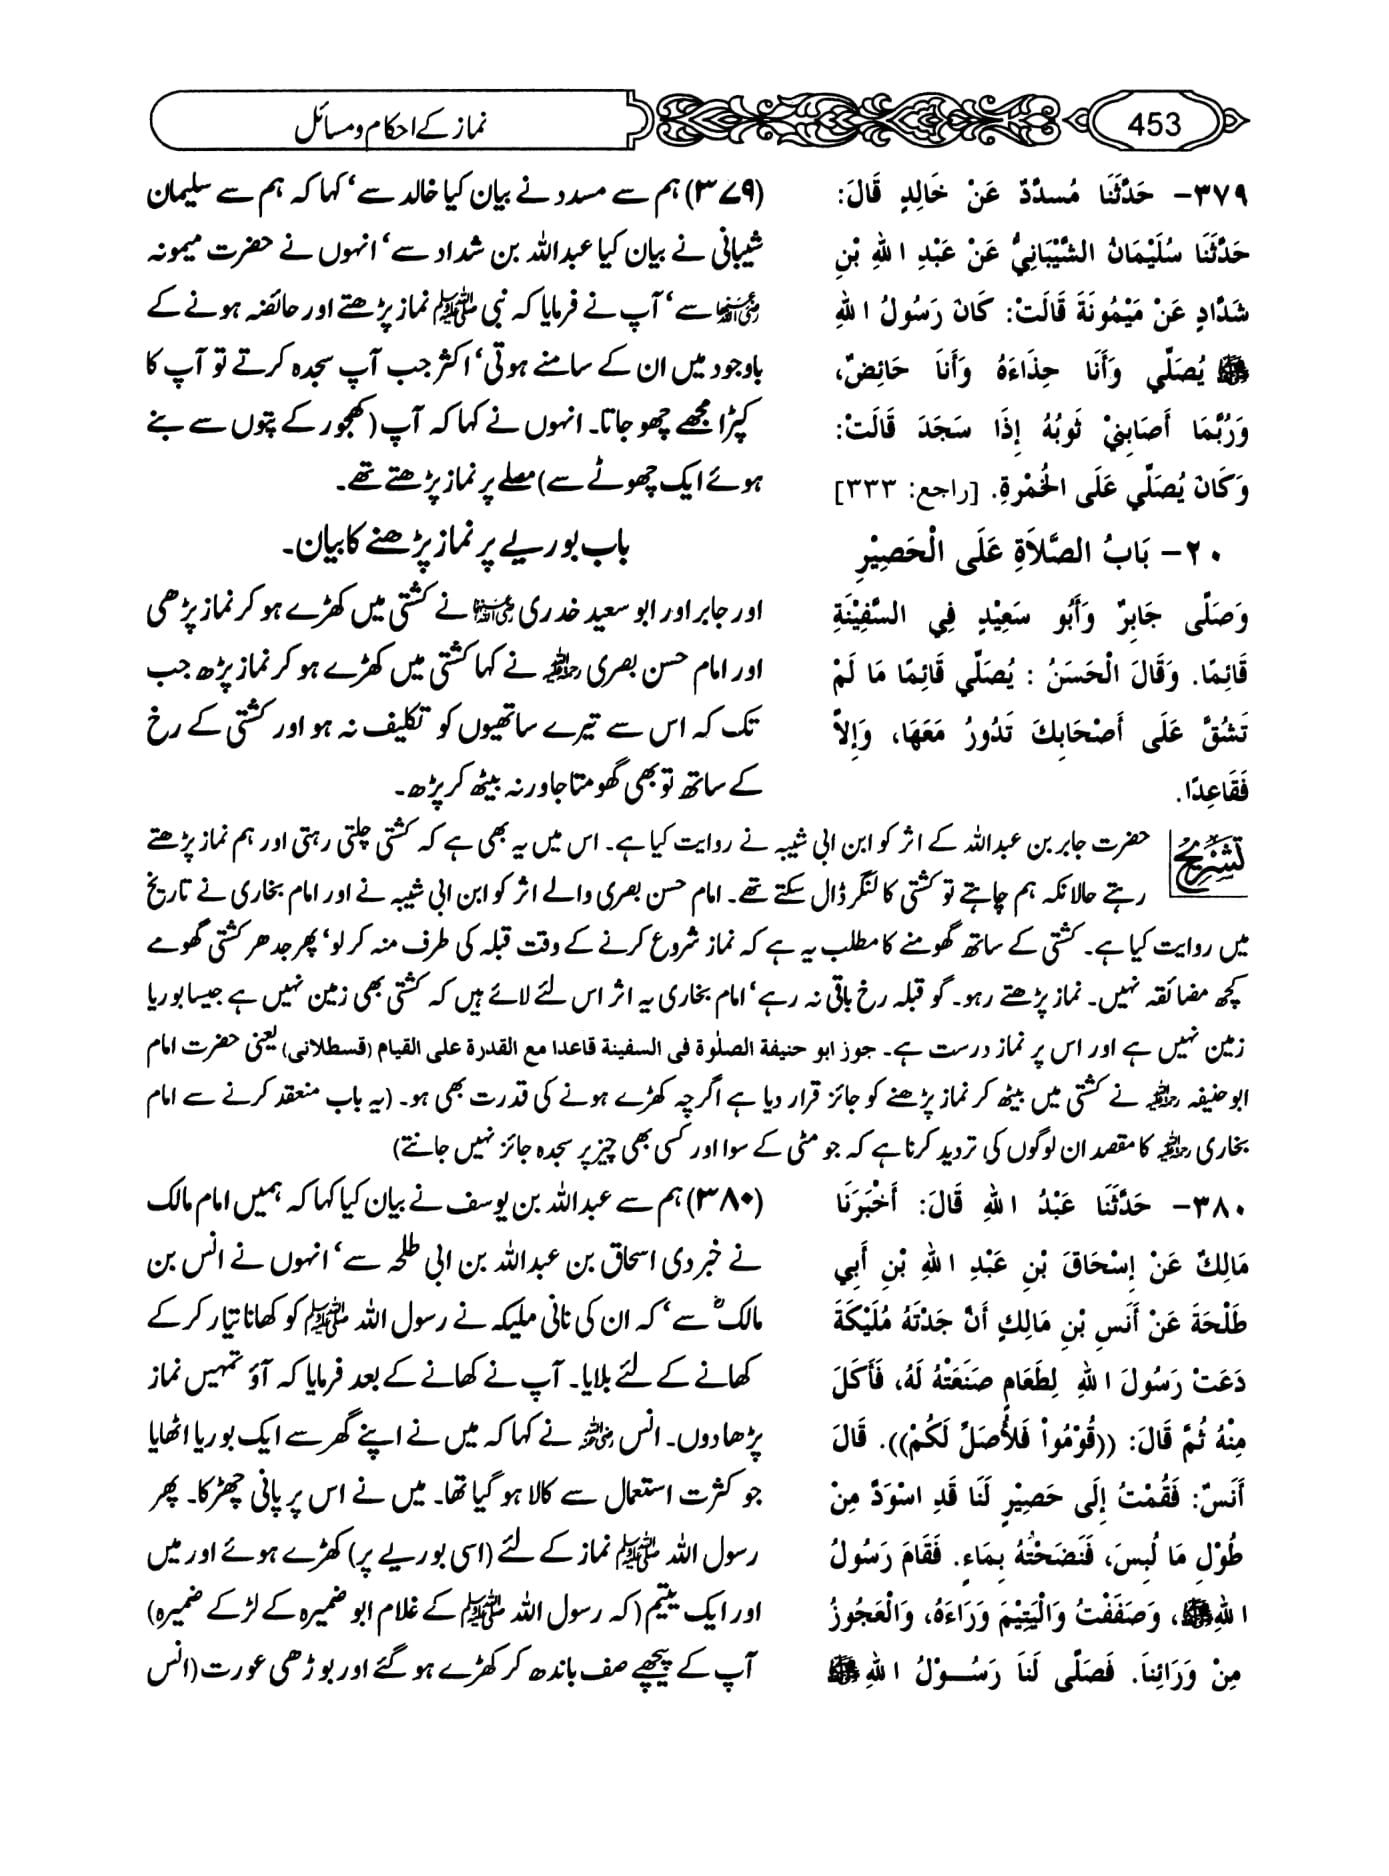 453
نماز کے احکام و مسائل
٣٧٩- حَدَّثَنَا مُسدَّدٌ عَنْ خَالِدٍ قَالَ:
حَدَّثَنَا سُلَيْمَانُ الشَّيْبَانِيُّ عَنْ عَبْدِ اللهِ بْنِ
شَدَّادٍ عَنْ مَيْمُونَةَ قَالَتْ: كَانَ رَسُولُ اللهِ
ﷺ يُصَلِّي وَأَنَا حِذَاءَهُ وَأَنَا حَائِضٌ،
وَرُبَّمَا أَصَابَنِيْ ثَوبُهُ إِذَا سَجَدَ قَالَتْ:
وَكَانَ يُصَلِّي عَلَى الْخُمْرةِ. [راجع: ٣٣٣]
٢٠- بَابُ الصَّلَاةِ عَلَى الْحَصِيْرِ
وَصَلَّى جَابِرٌ وَأَبُو سَعِيْدٍ فِي السَّفِيْنَةِ
قَائِمًا. وَقَالَ الْحَسَنُ : يُصَلِّي قَائِمًا مَا لَمْ
تَشُقَّ عَلَى أَصْحَابِكَ تَدُورُ مَعَهَا، وَإِلاَّ
فَقَاعِدًا.
(۳۷۹) ہم سے مسدد نے بیان کیا خالد سے‘ کہا کہ ہم سے سلیمان
شیبانی نے بیان کیا عبداللہ بن شداد سے‘ انہوں نے حضرت میمونہ
رضی اللہ عنہا سے‘ آپ نے فرمایا کہ نبی ﷺ نماز پڑھتے اور حائضہ ہونے کے
باوجود میں ان کے سامنے ہوتی‘ اکثر جب آپ سجدہ کرتے تو آپ کا
کپڑا مجھے چھو جاتا۔ انہوں نے کہا کہ آپ (کھجور کے پتوں سے بنے
ہوئے ایک چھوٹے سے) مصلے پر نماز پڑھتے تھے۔
باب بوریے پر نماز پڑھنے کا بیان۔
اور جابر اور ابو سعید خدری رضی اللہ عنہما نے کشتی میں کھڑے ہو کر نماز پڑھی
اور امام حسن بصری رحمہ اللہ نے کہا کشتی میں کھڑے ہو کر نماز پڑھ جب
تک کہ اس سے تیرے ساتھیوں کو تکلیف نہ ہو اور کشتی کے رخ
کے ساتھ تو بھی گھومتا جا ورنہ بیٹھ کر پڑھ۔
تشریح حضرت جابر بن عبداللہ کے اثر کو ابن ابی شیبہ نے روایت کیا ہے۔ اس میں یہ بھی ہے کہ کشتی چلتی رہتی اور ہم نماز پڑھتے
رہتے حالانکہ ہم چاہتے تو کشتی کا لنگر ڈال سکتے تھے۔ امام حسن بصری والے اثر کو ابن ابی شیبہ نے اور امام بخاری نے تاریخ
میں روایت کیا ہے۔ کشتی کے ساتھ گھومنے کا مطلب یہ ہے کہ نماز شروع کرنے کے وقت قبلہ کی طرف منہ کر لو‘ پھر جدھر کشتی گھومے
کچھ مضائقہ نہیں۔ نماز پڑھتے رہو۔ گو قبلہ رخ باقی نہ رہے‘ امام بخاری یہ اثر اس لئے لائے ہیں کہ کشتی بھی زمین نہیں ہے جیسا بوریا
زمین نہیں ہے اور اس پر نماز درست ہے۔ جوز ابو حنیفة الصلوٰة فی السفینة قاعدا مع القدرة علی القیام (قسطلانی) یعنی حضرت امام
ابو حنیفہ رحمہ اللہ نے کشتی میں بیٹھ کر نماز پڑھنے کو جائز قرار دیا ہے اگرچہ کھڑے ہونے کی قدرت بھی ہو۔ (یہ باب منعقد کرنے سے امام
بخاری رحمہ اللہ کا مقصد ان لوگوں کی تردید کرنا ہے کہ جو مٹی کے سوا اور کسی بھی چیز پر سجدہ جائز نہیں جانتے)
٣٨٠- حَدَّثَنَا عَبْدُ اللهِ قَالَ: أَخْبَرَنَا
مَالِكٌ عَنْ إِسْحَاقَ بْنِ عَبْدِ اللهِ بْنِ أَبِي
طَلْحَةَ عَنْ أَنَسِ بْنِ مَالِكٍ أَنَّ جَدَّتَهُ مُلَيْكَةَ
دَعَتْ رَسُولَ اللهِ لِطَعَامٍ صَنَعَتْهُ لَهُ، فَأَكَلَ
مِنْهُ ثُمَّ قَالَ: ((قُوْمُواْ فَلأُصَلِّ لَكُمْ)). قَالَ
أَنَسٌ: فَقُمْتُ إِلَى حَصِيْرٍ لَنَا قَدِ اسْوَدَّ مِنْ
طُوْلِ مَا لُبِسَ، فَنَضَحْتُهُ بِمَاءٍ. فَقَامَ رَسُولُ
اللهِ ﷺ، وَصَفَفْتُ وَالْيَتِيْمَ وَرَاءَهُ، وَالْعَجُوزُ
مِنْ وَرَائِنَا. فَصَلَّى لَنَا رَسُـوْلُ اللهِ ﷺ
(۳۸۰) ہم سے عبداللہ بن یوسف نے بیان کیا کہا کہ ہمیں امام مالک
نے خبر دی اسحاق بن عبداللہ بن ابی طلحہ سے‘ انہوں نے انس بن
مالکؓ سے‘ کہ ان کی نانی ملیکہ نے رسول اللہ ﷺ کو کھانا تیار کر کے
کھانے کے لئے بلایا۔ آپ نے کھانے کے بعد فرمایا کہ آؤ تمہیں نماز
پڑھا دوں۔ انس رضی اللہ عنہ نے کہا کہ میں نے اپنے گھر سے ایک بوریا اٹھایا
جو کثرت استعمال سے کالا ہو گیا تھا۔ میں نے اس پر پانی چھڑکا۔ پھر
رسول اللہ ﷺ نماز کے لئے (اسی بوریے پر) کھڑے ہوئے اور میں
اور ایک یتیم (کہ رسول اللہ ﷺ کے غلام ابو ضمیرہ کے لڑکے ضمیرہ)
آپ کے پیچھے صف باندھ کر کھڑے ہو گئے اور بوڑھی عورت (انس